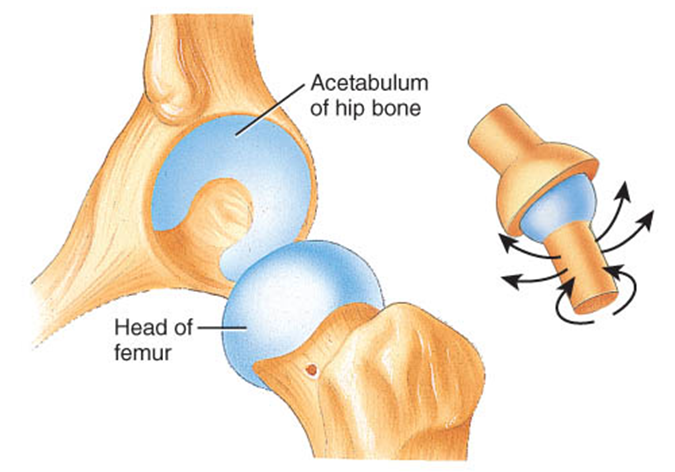 Acetabulum
of hip bone
Head of
femur